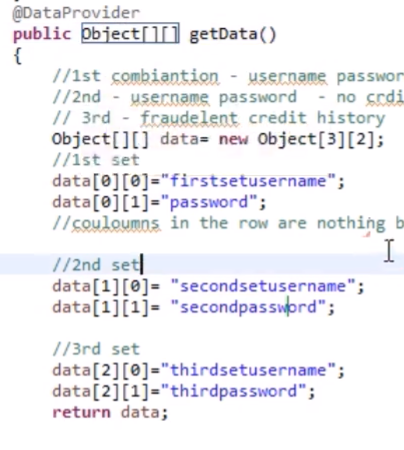 @DataProvider
public Object[][] getData()
{
//1st combiantion - username passwor
//2nd - username password - no crdi
// 3rd - fraudelent credit history
Object[][] data= new Object[3][2];
//1st set
data[0][0]="firstsetusername";
data[0][1]="password";
//couloumns in the row are nothing b
//2nd set
data[1][0]= "secondsetusername";
data[1][1]= "secondpassword";
//3rd set
data[2][0]="thirdsetusername";
data[2][1]="thirdpassword";
return data;